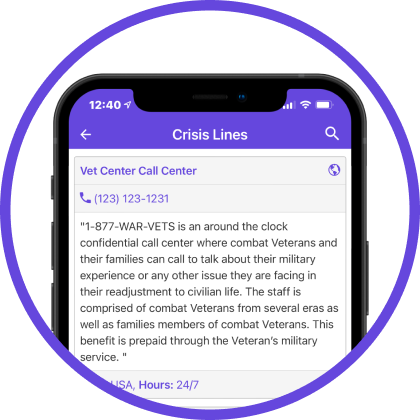 12:40
Crisis Lines
Vet Center Call Center
(123) 123-1231
"1-877-WAR-VETS is an around the clock
confidential call center where combat Veterans and
their families can call to talk about their military
experience or any other issue they are facing in
their readjustment to civilian life. The staff is
comprised of combat Veterans from several eras as
well as families members of combat Veterans. This
benefit is prepaid through the Veteran's military
service. "
USA, Hours: 24/7